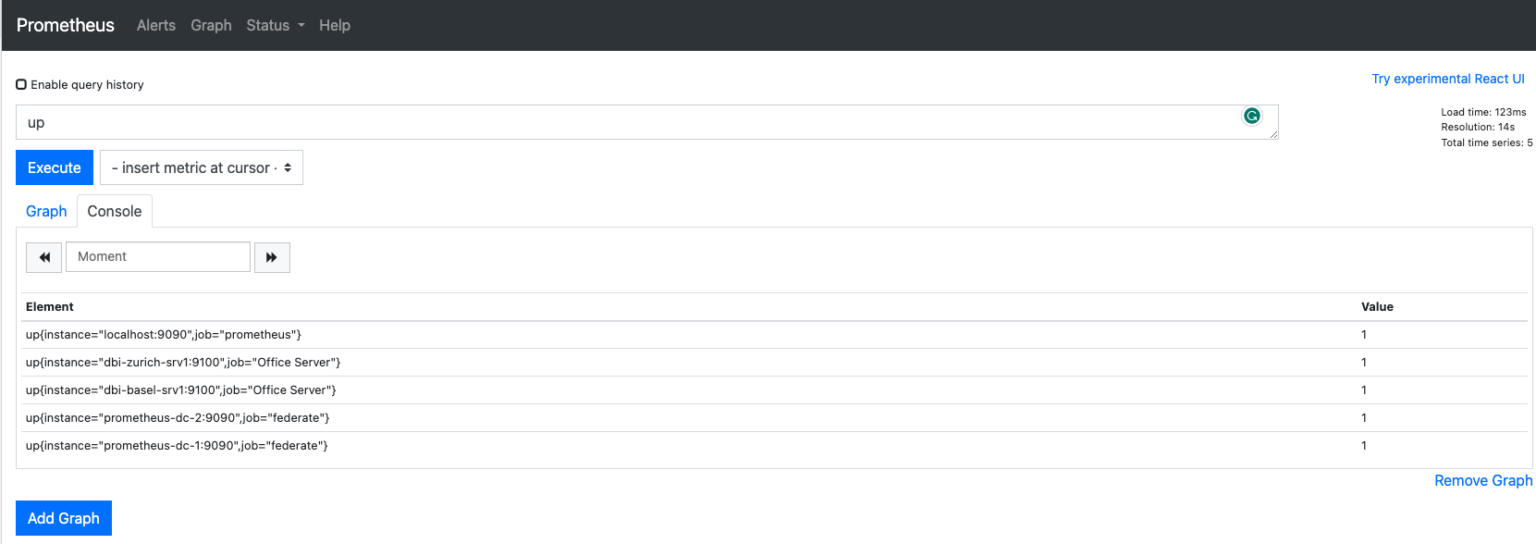 Prometheus Alerts Graph Status Help
Enable query history
Try experimental React UI
up
Load time: 123ms
Resolution: 14s
Total time series: 5
Execute - insert metric at cursor ·
Graph Console
Moment
Element Value
up{instance="localhost:9090",job="prometheus"} 1
up{instance="dbi-zurich-srv1:9100",job="Office Server"} 1
up{instance="dbi-basel-srv1:9100",job="Office Server"} 1
up{instance="prometheus-dc-2:9090",job="federate"} 1
up{instance="prometheus-dc-1:9090",job="federate"} 1
Remove Graph
Add Graph